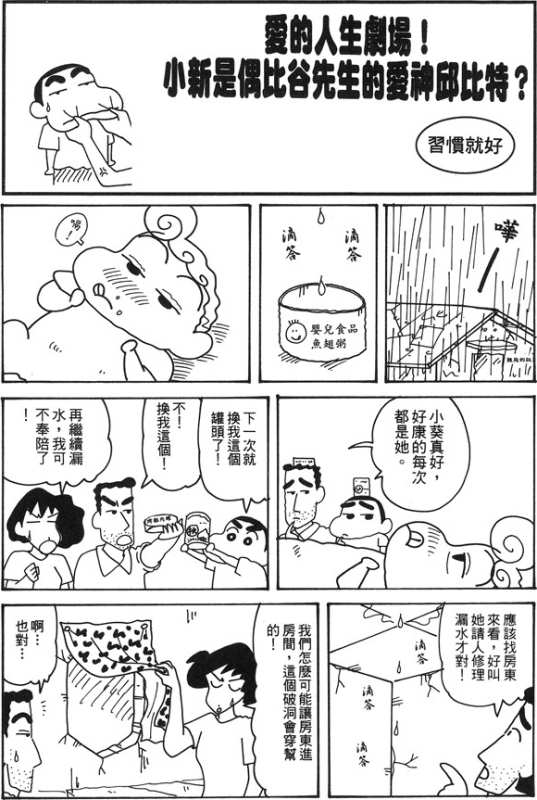 愛的人生劇場！
小新是偶比谷先生的愛神邱比特？
習慣就好
嘩
滴答
滴答
嬰兒食品
魚翅粥
小葵真好，
好康的每次
都是她。
下一次就
換我這個
罐頭了！
不！
換我這個！
再繼續漏
水，我可
不奉陪了
！
應該找房東
來看，好叫
她請人修理
漏水才對！
滴答
滴答
滴答
我們怎麼可能讓房東進
房間，這個破洞會穿幫
的！
啊…
也對…